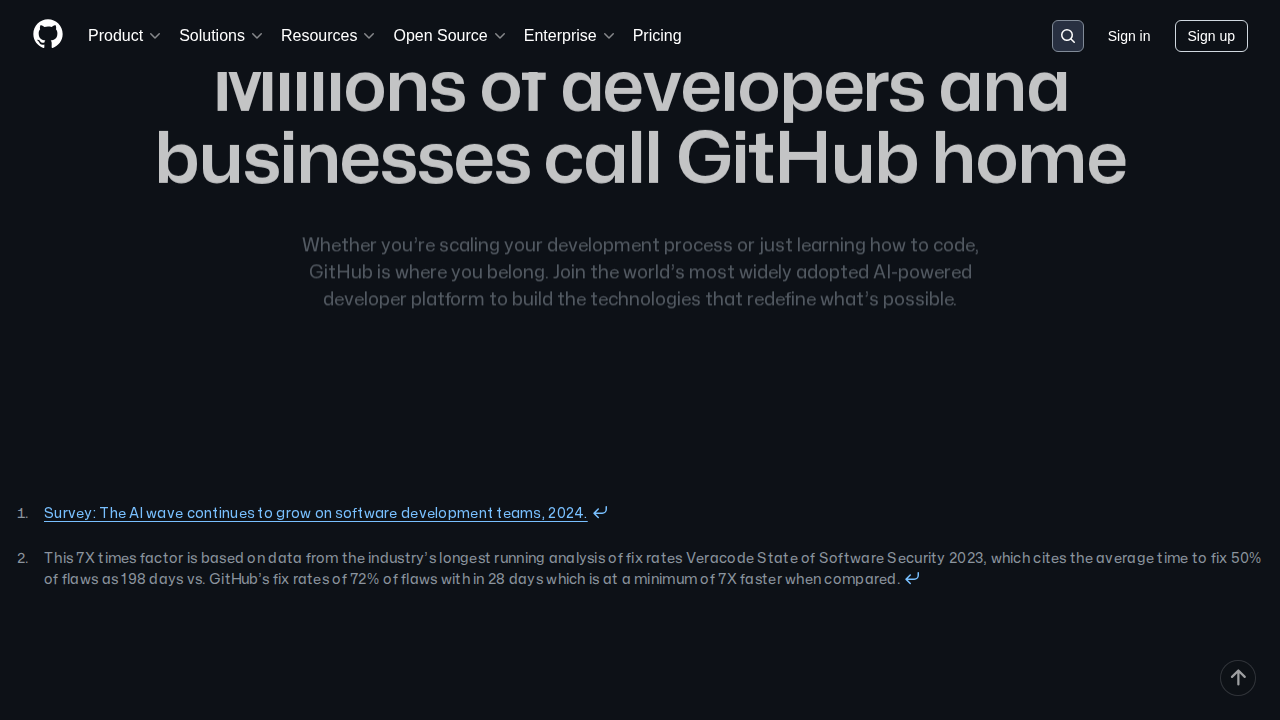 Product Solutions Resources Open Source Enterprise Pricing Sign in Sign up
Millions of developers and
businesses call GitHub home
Whether you’re scaling your development process or just learning how to code,
GitHub is where you belong. Join the world’s most widely adopted AI-powered
developer platform to build the technologies that redefine what’s possible.
1. Survey: The AI wave continues to grow on software development teams, 2024.
2. This 7X times factor is based on data from the industry’s longest running analysis of fix rates Veracode State of Software Security 2023, which cites the average time to fix 50%
of flaws as 198 days vs. GitHub’s fix rates of 72% of flaws with in 28 days which is at a minimum of 7X faster when compared.